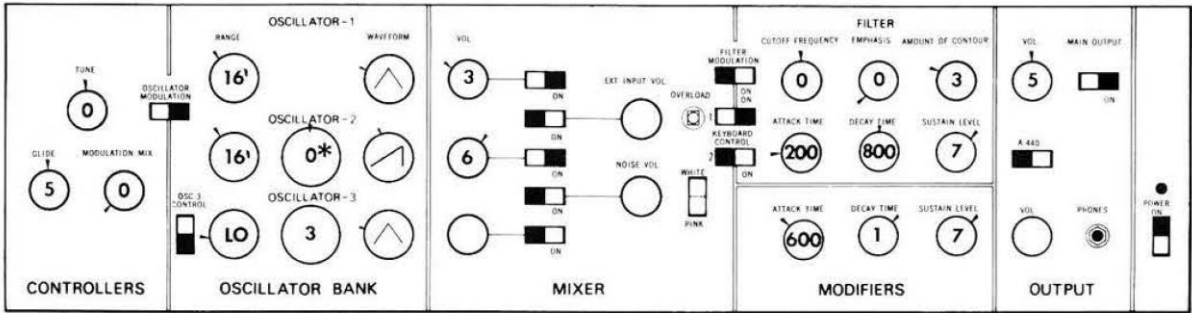 TUNE
0
GLIDE
5
MODULATION MIX
0
CONTROLLERS
OSCILLATOR MODULATION
ON
OSCILLATOR-1
RANGE
WAVEFORM
16'
OSCILLATOR-2
16'
0*
OSCILLATOR-3
OSC. 3
CONTROL
LO
3
OSCILLATOR BANK
VOL
3
ON
EXT INPUT VOL
OVERLOAD
ON
6
ON
NOISE VOL
WHITE
PINK
ON
ON
MIXER
FILTER
FILTER
MODULATION
ON
ON
1
KEYBOARD
CONTROL
2
ON
CUTOFF FREQUENCY
EMPHASIS
AMOUNT OF CONTOUR
0
0
3
ATTACK TIME
DECAY TIME
SUSTAIN LEVEL
200
800
7
ATTACK TIME
DECAY TIME
SUSTAIN LEVEL
600
1
7
MODIFIERS
VOL
MAIN OUTPUT
5
ON
A 440
VOL
PHONES
OUTPUT
POWER
ON